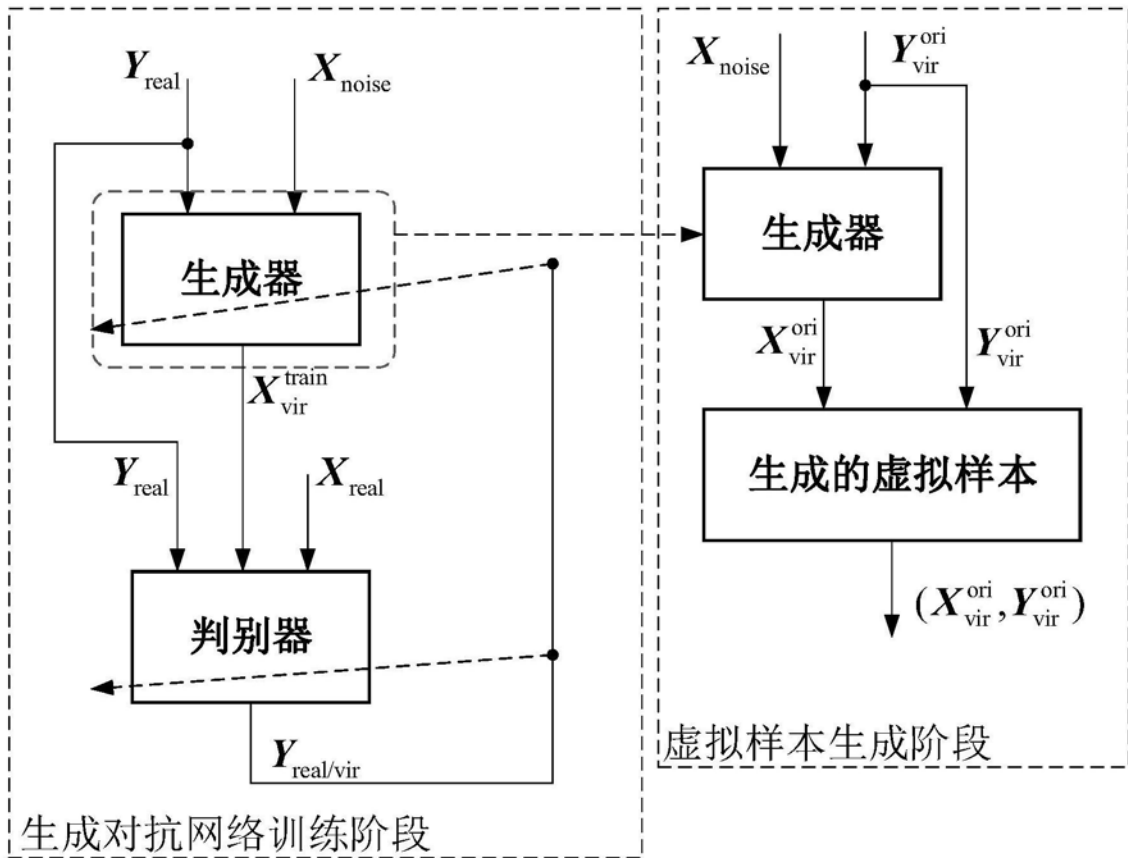 Y_real
X_noise
生成器
X_vir^train
Y_real
X_real
判别器
Y_real/vir
生成对抗网络训练阶段
X_noise
Y_vir^ori
生成器
X_vir^ori
Y_vir^ori
生成的虚拟样本
(X_vir^ori, Y_vir^ori)
虚拟样本生成阶段